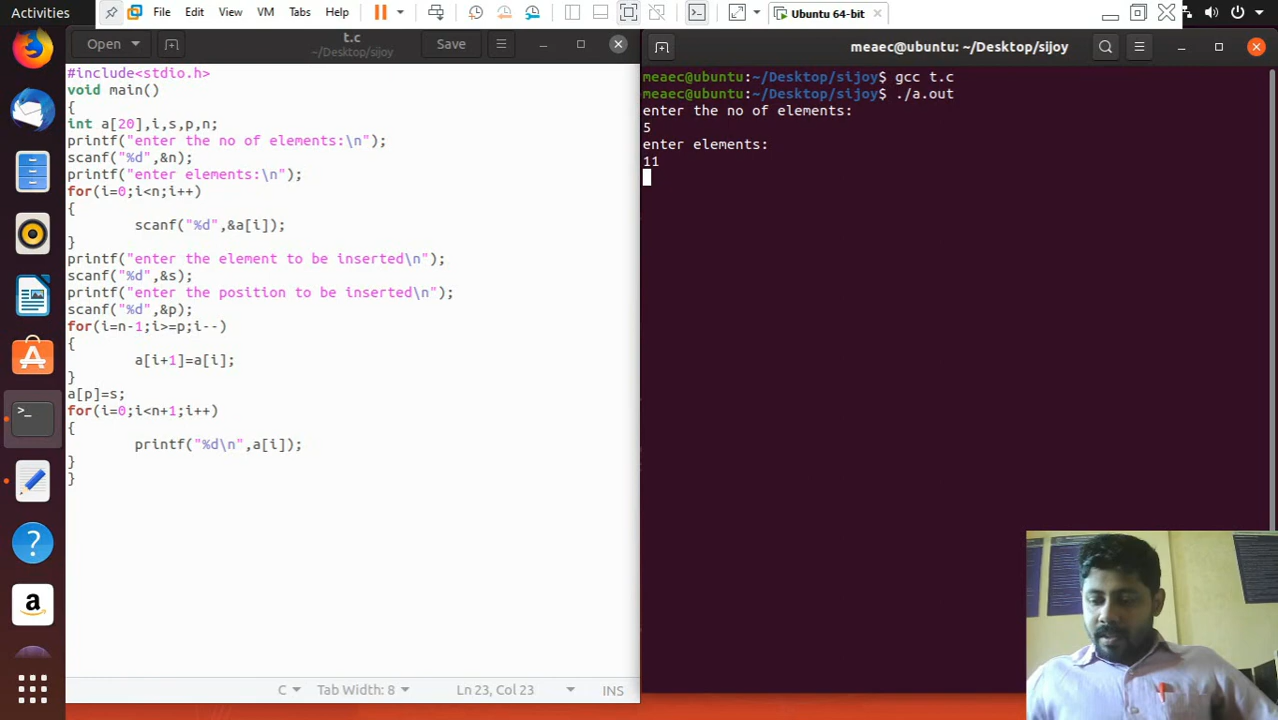 Activities
File Edit View VM Tabs Help
Ubuntu 64-bit
Open
t.c
~/Desktop/sijoy
Save
#include<stdio.h>
void main()
{
int a[20],i,s,p,n;
printf("enter the no of elements:\n");
scanf("%d",&n);
printf("enter elements:\n");
for(i=0;i<n;i++)
{
scanf("%d",&a[i]);
}
printf("enter the element to be inserted\n");
scanf("%d",&s);
printf("enter the position to be inserted\n");
scanf("%d",&p);
for(i=n-1;i>=p;i--)
{
a[i+1]=a[i];
}
a[p]=s;
for(i=0;i<n+1;i++)
{
printf("%d\n",a[i]);
}
}
C
Tab Width: 8
Ln 23, Col 23
INS
meaec@ubuntu: ~/Desktop/sijoy
meaec@ubuntu:~/Desktop/sijoy$ gcc t.c
meaec@ubuntu:~/Desktop/sijoy$ ./a.out
enter the no of elements:
5
enter elements:
11